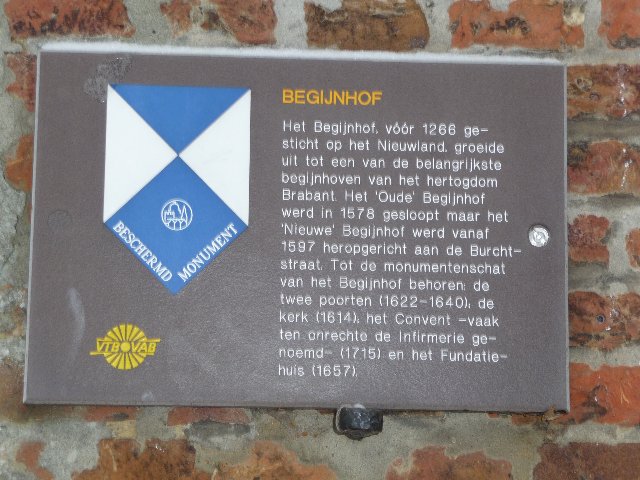 BEGIJNHOF
Het Begijnhof, vóór 1266 ge-
sticht op het Nieuwland, groeide
uit tot een van de belangrijkste
begijnhoven van het hertogdom
Brabant. Het 'Oude' Begijnhof
werd in 1578 gesloopt maar het
'Nieuwe' Begijnhof werd vanaf
1597 heropgericht aan de Burcht-
straat. Tot de monumentenschat
van het Begijnhof behoren: de
twee poorten (1622-1640), de
kerk (1614), het Convent -vaak
ten onrechte de Infirmerie ge-
noemd- (1715) en het Fundatie-
huis (1657).
BESCHERMD MONUMENT
VTB VAB